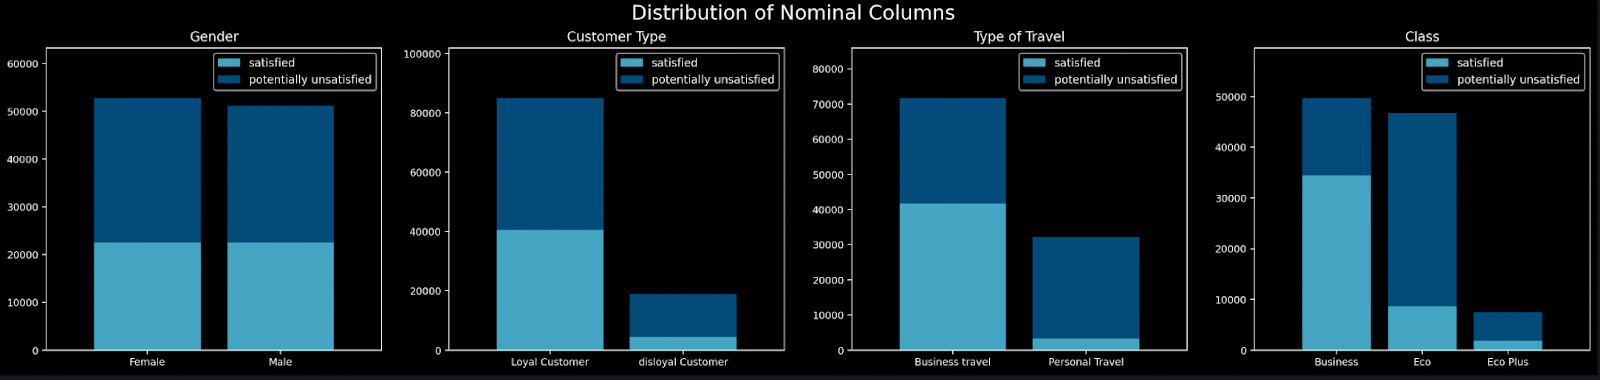 Distribution of Nominal Columns
Gender
satisfied
potentially unsatisfied
60000
50000
40000
30000
20000
10000
0
Female
Male
Customer Type
satisfied
potentially unsatisfied
100000
80000
60000
40000
20000
0
Loyal Customer
disloyal Customer
Type of Travel
satisfied
potentially unsatisfied
80000
70000
60000
50000
40000
30000
20000
10000
0
Business travel
Personal Travel
Class
satisfied
potentially unsatisfied
50000
40000
30000
20000
10000
0
Business
Eco
Eco Plus